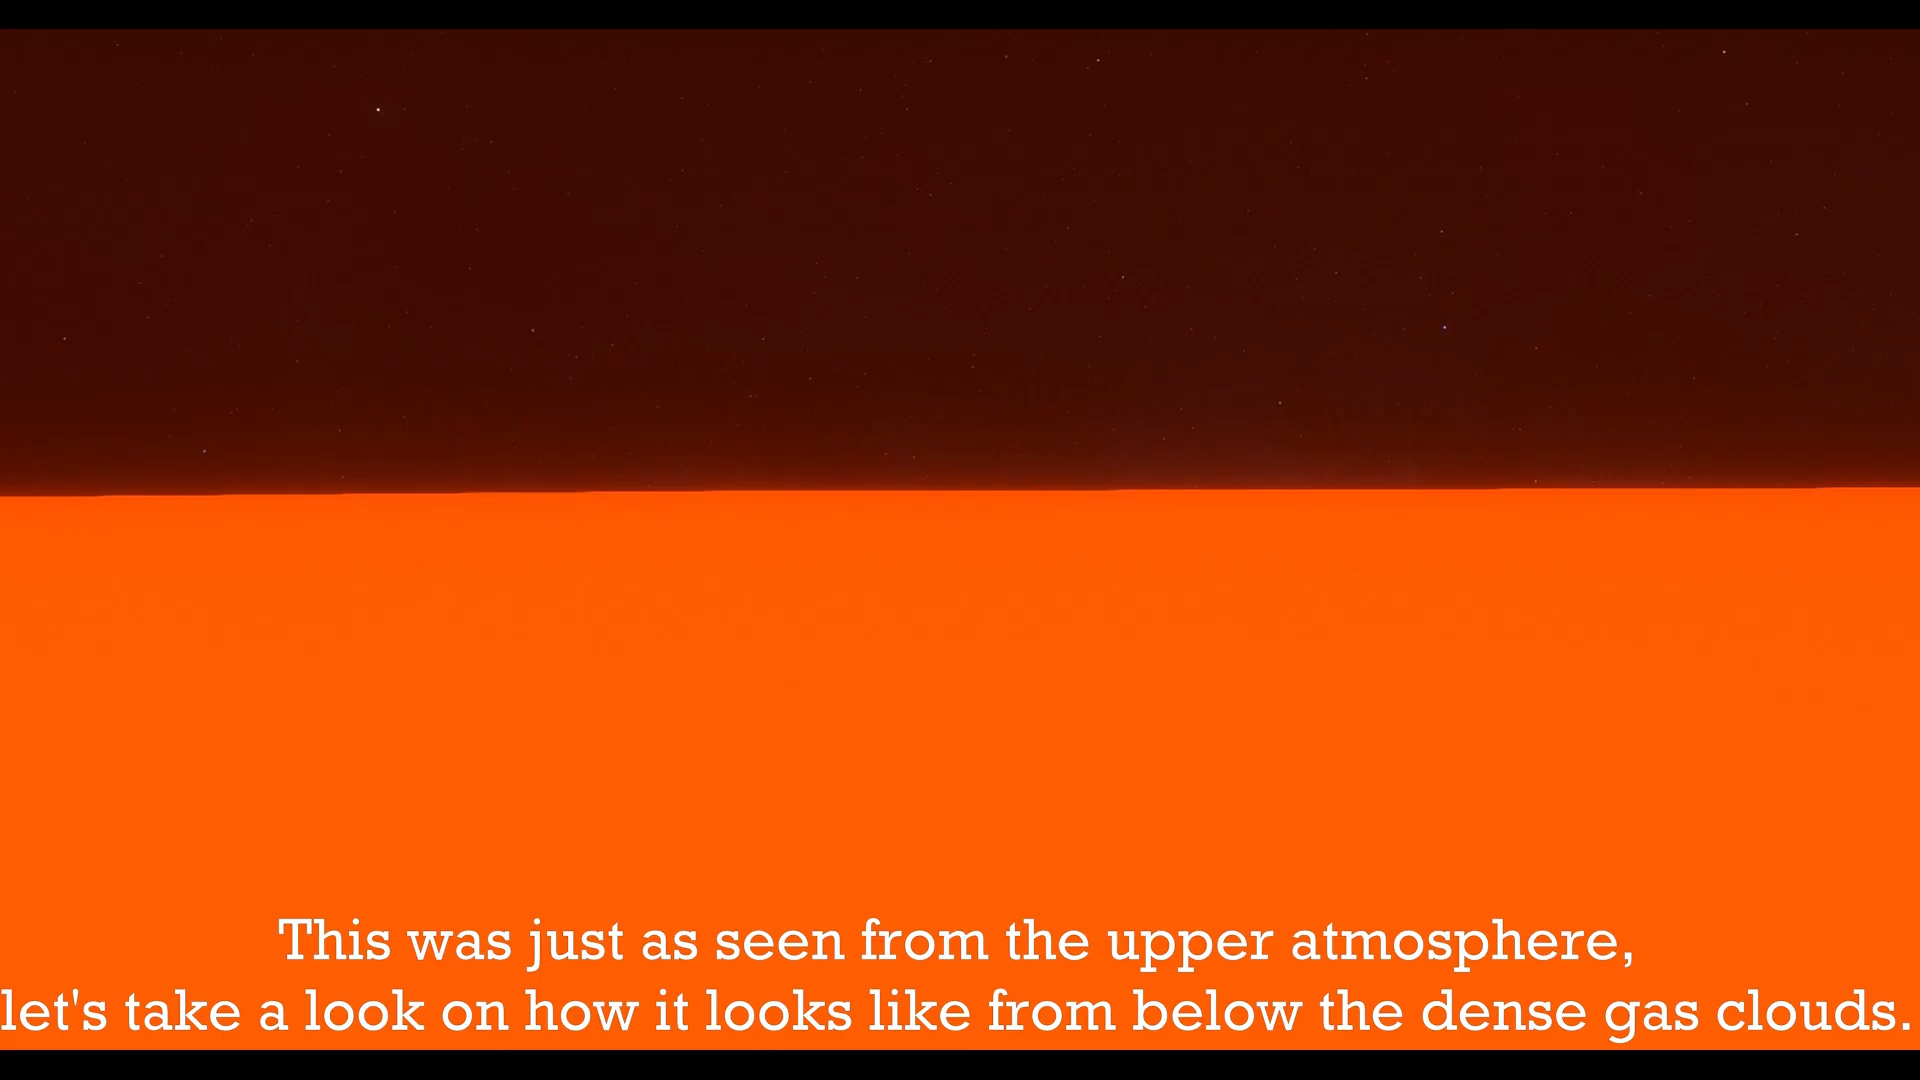 This was just as seen from the upper atmosphere,
let's take a look on how it looks like from below the dense gas clouds.